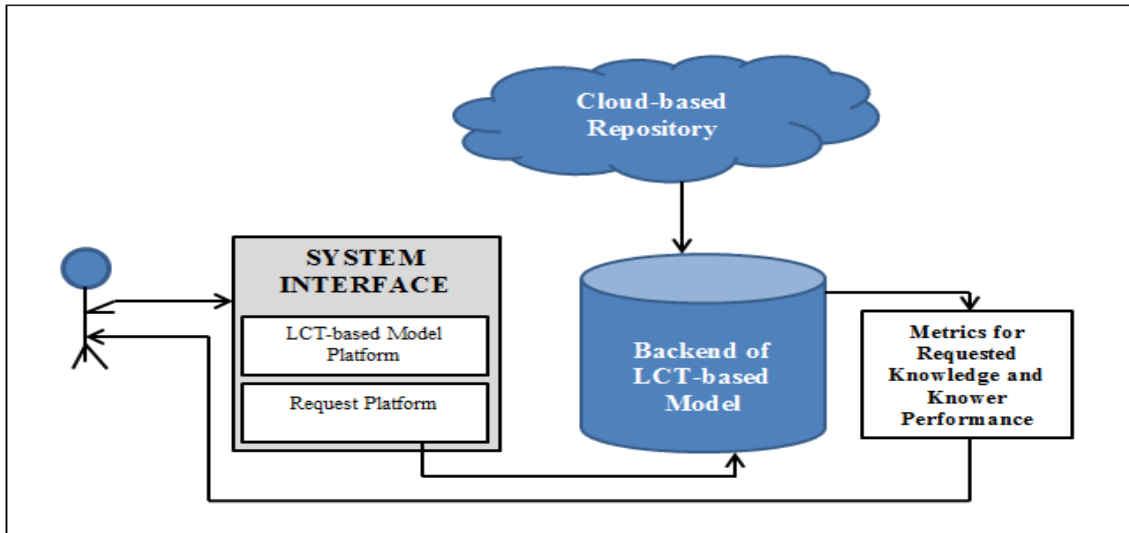 Cloud-based
Repository
SYSTEM
INTERFACE
LCT-based Model
Platform
Request Platform
Backend of
LCT-based
Model
Metrics for
Requested
Knowledge and
Knower
Performance